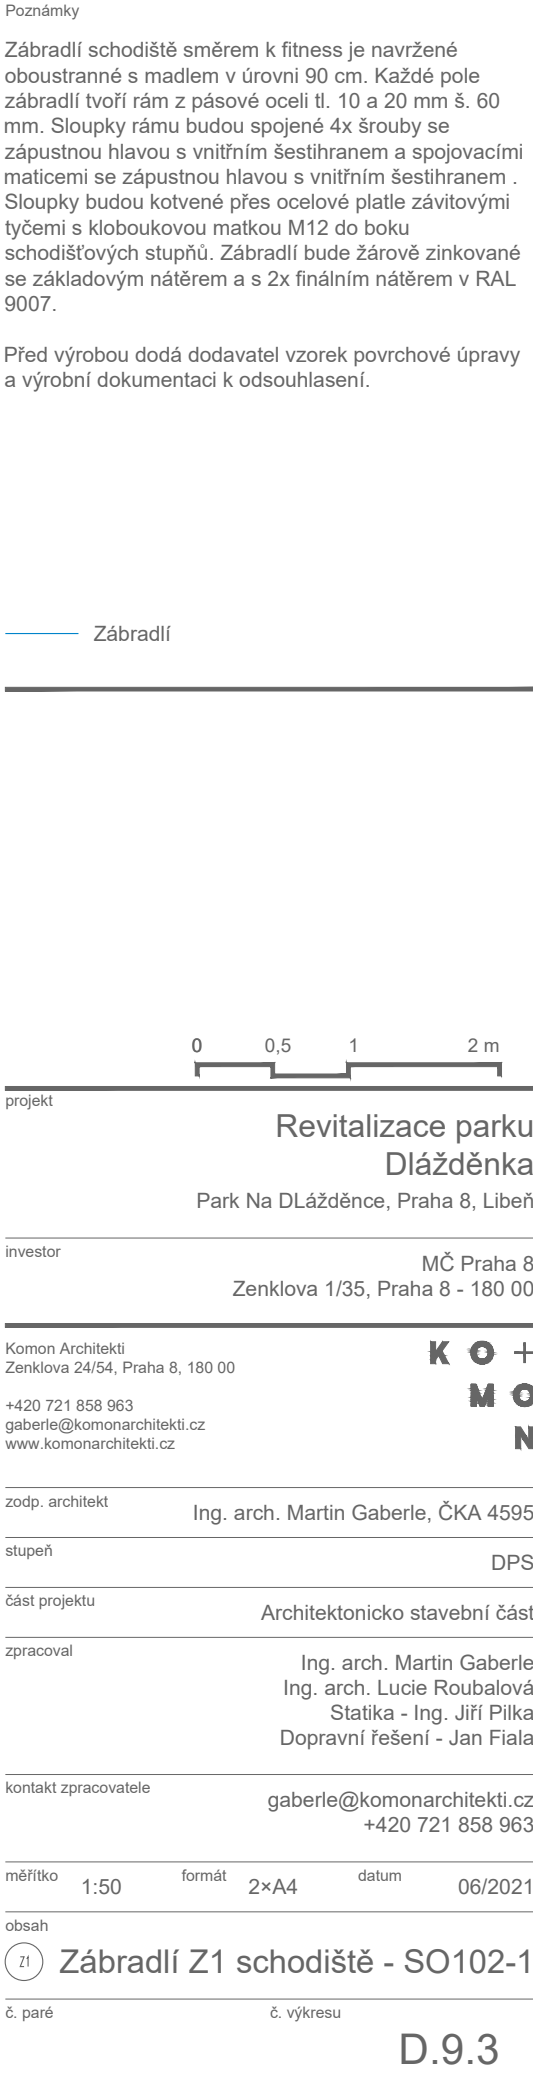 Poznámky
Zábradlí schodiště směrem k fitness je navržené
oboustranné s madlem v úrovni 90 cm. Každé pole
zábradlí tvoří rám z pásové oceli tl. 10 a 20 mm š. 60
mm. Sloupky rámu budou spojené 4x šrouby se
zápustnou hlavou s vnitřním šestihranem a spojovacími
maticemi se zápustnou hlavou s vnitřním šestihranem .
Sloupky budou kotvené přes ocelové platle závitovými
tyčemi s kloboukovou matkou M12 do boku
schodišťových stupňů. Zábradlí bude žárově zinkované
se základovým nátěrem a s 2x finálním nátěrem v RAL
9007.
Před výrobou dodá dodavatel vzorek povrchové úpravy
a výrobní dokumentaci k odsouhlasení.
Zábradlí
0 0,5 1 2 m
projekt
Revitalizace parku
Dlážděnka
Park Na DLážděnce, Praha 8, Libeň
investor
MČ Praha 8
Zenklova 1/35, Praha 8 - 180 00
Komon Architekti
Zenklova 24/54, Praha 8, 180 00
+420 721 858 963
gaberle@komonarchitekti.cz
www.komonarchitekti.cz
KO+
MO
N
zodp. architekt
Ing. arch. Martin Gaberle, ČKA 4595
stupeň
DPS
část projektu
Architektonicko stavební část
zpracoval
Ing. arch. Martin Gaberle
Ing. arch. Lucie Roubalová
Statika - Ing. Jiří Pilka
Dopravní řešení - Jan Fiala
kontakt zpracovatele
gaberle@komonarchitekti.cz
+420 721 858 963
měřítko 1:50 formát 2×A4 datum 06/2021
obsah
Z1 Zábradlí Z1 schodiště - SO102-1
č. paré č. výkresu
D.9.3